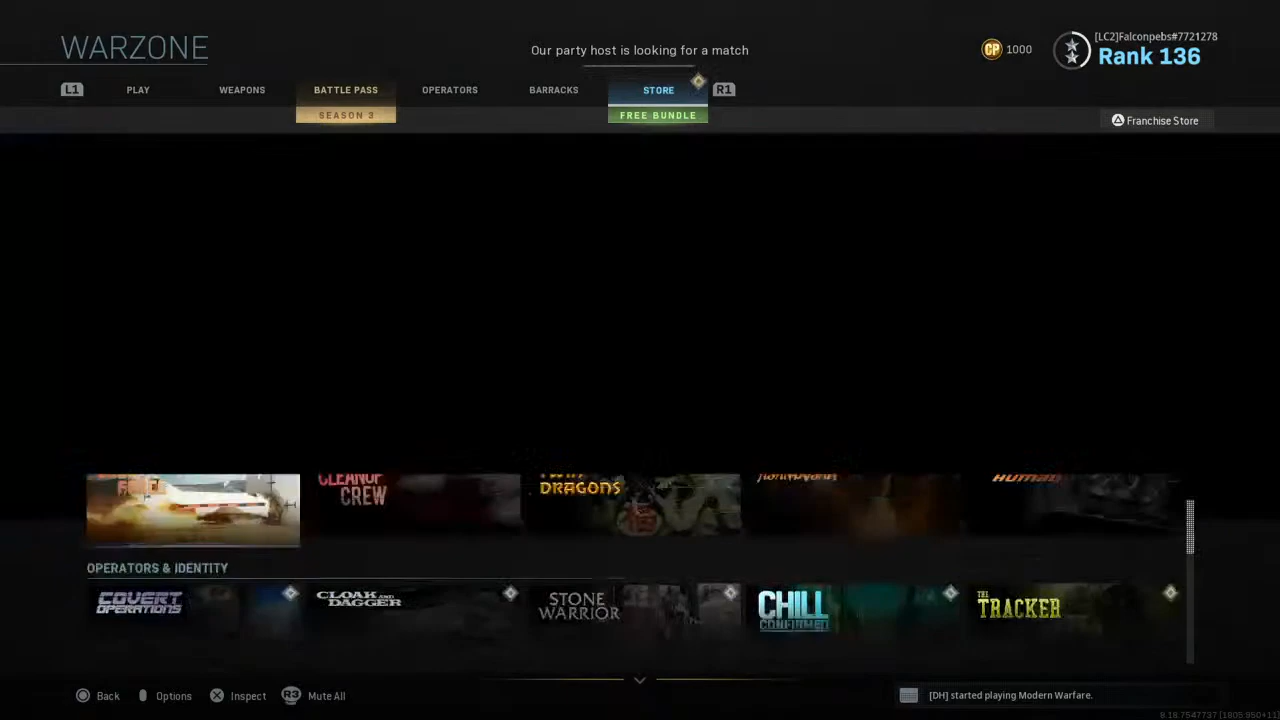 WARZONE
Our party host is looking for a match
CP 1000
[LC2]Falconpebs#7721278
Rank 136
L1 PLAY WEAPONS BATTLE PASS OPERATORS BARRACKS STORE R1
SEASON 3 FREE BUNDLE
Franchise Store
CLEANUP CREW
DRAGONS
HUMAN
OPERATORS & IDENTITY
COVERT OPERATIONS
CLOAK AND DAGGER
STONE WARRIOR
CHILL CONFIRMED
THE TRACKER
Back Options Inspect R3 Mute All
[DH] started playing Modern Warfare.